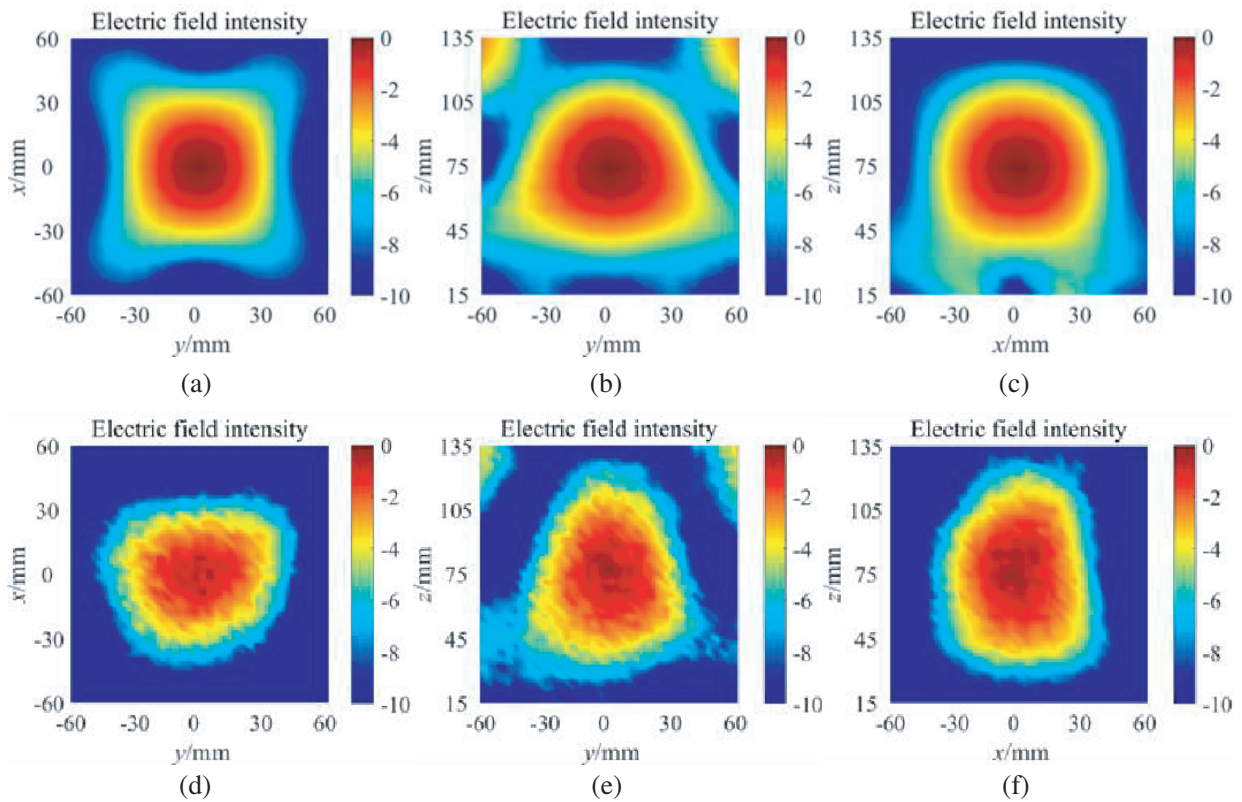 Electric field intensity Electric field intensity Electric field intensity
60 0 135 0 135 0
30 -2 105 -2 105 -2
x/mm 0 -4 z/mm 75 -4 z/mm 75 -4
-6 -6 -6
-30 -8 45 -8 45 -8
-60 -10 15 -10 15 -10
-60 -30 0 30 60 -60 -30 0 30 60 -60 -30 0 30 60
y/mm y/mm x/mm
(a) (b) (c)
Electric field intensity Electric field intensity Electric field intensity
60 0 135 0 135 0
30 -2 105 -2 105 -2
x/mm 0 -4 z/mm 75 -4 z/mm 75 -4
-6 -6 -6
-30 -8 45 -8 45 -8
-60 -10 15 -10 15 -10
-60 -30 0 30 60 -60 -30 0 30 60 -60 -30 0 30 60
y/mm y/mm x/mm
(d) (e) (f)